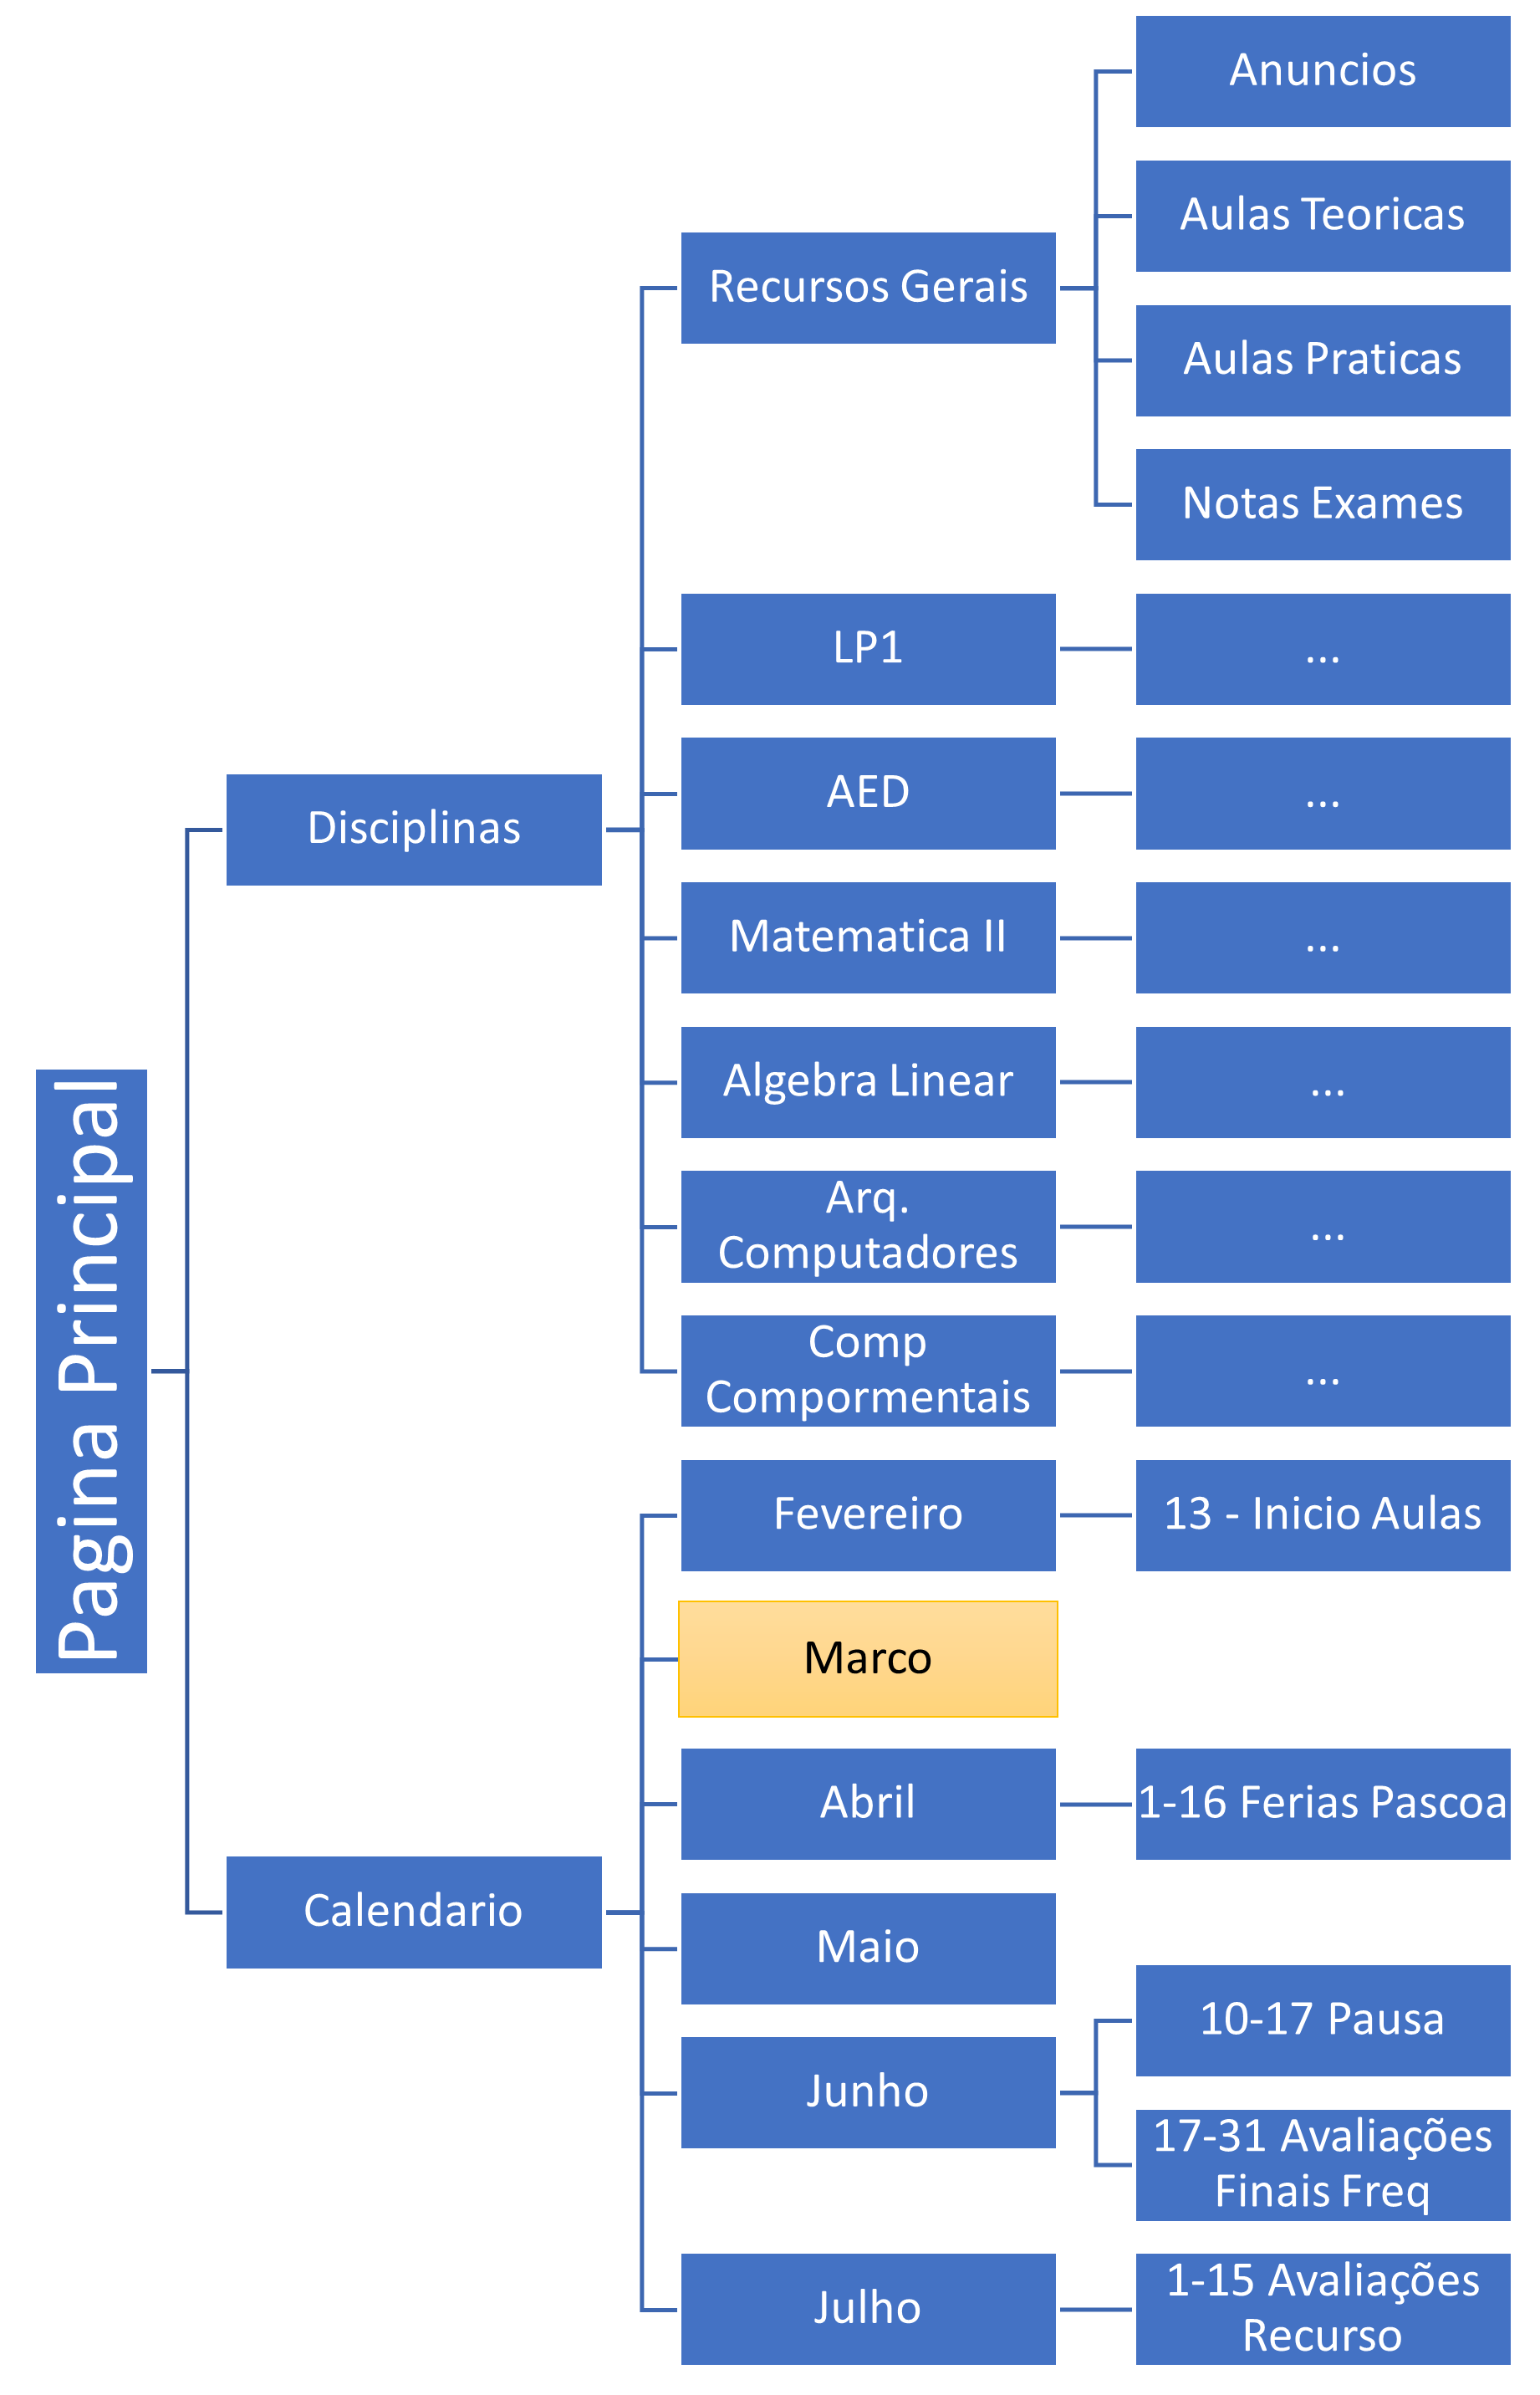 Pagina Principal
Disciplinas
Recursos Gerais
Anuncios
Aulas Teoricas
Aulas Praticas
Notas Exames
LP1
...
AED
...
Matematica II
...
Algebra Linear
...
Arq.
Computadores
...
Comp
Compormentais
...
Calendario
Fevereiro
13 - Inicio Aulas
Marco
Abril
1-16 Ferias Pascoa
Maio
Junho
10-17 Pausa
17-31 Avaliações
Finais Freq
Julho
1-15 Avaliações
Recurso